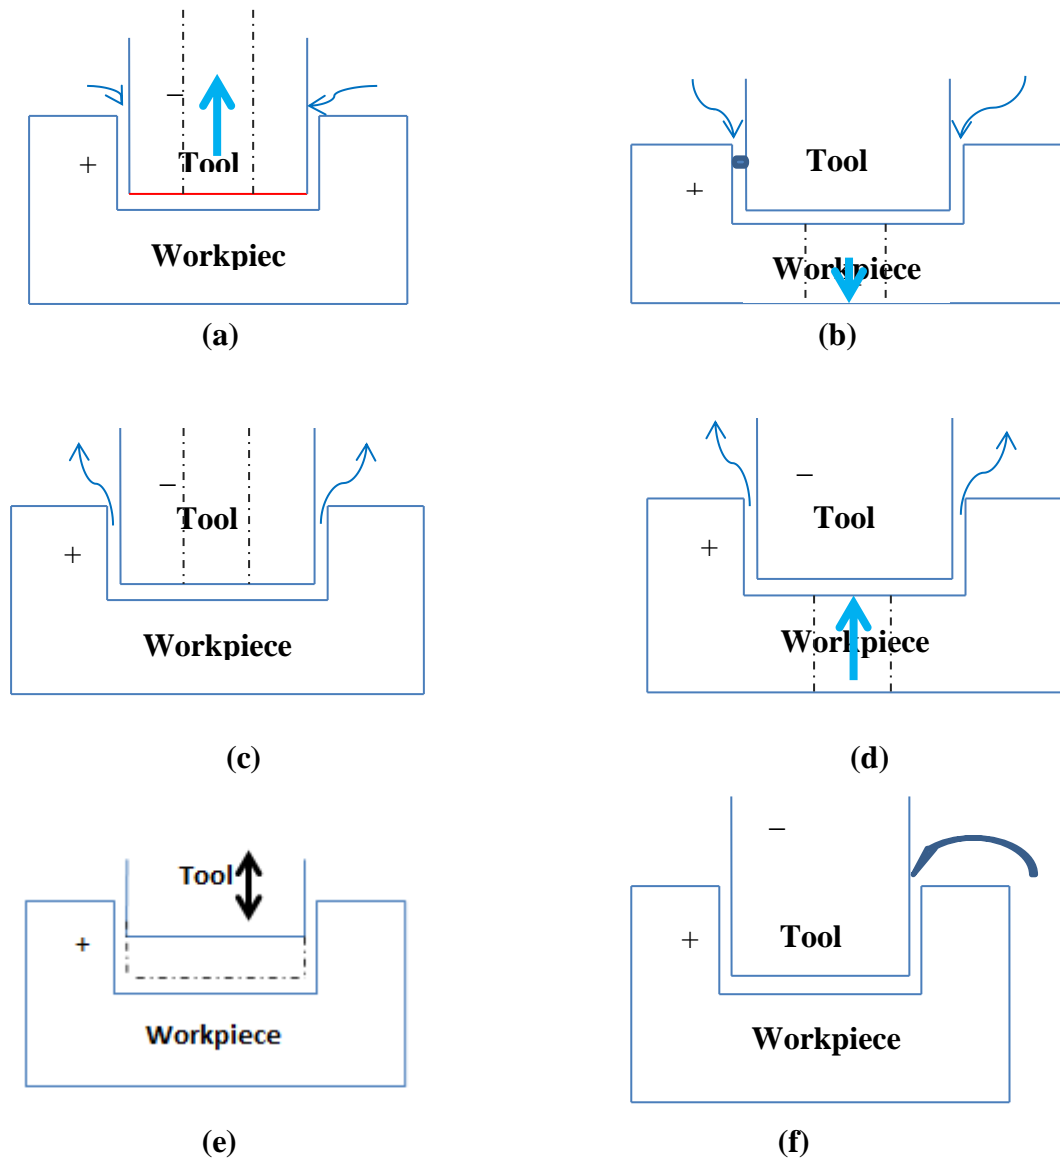 −
+
Tool
Workpiec
(a)
Tool
+
Workpiece
(b)
−
Tool
+
Workpiece
(c)
−
Tool
+
Workpiece
(d)
Tool
+
Workpiece
(e)
−
+
Tool
Workpiece
(f)